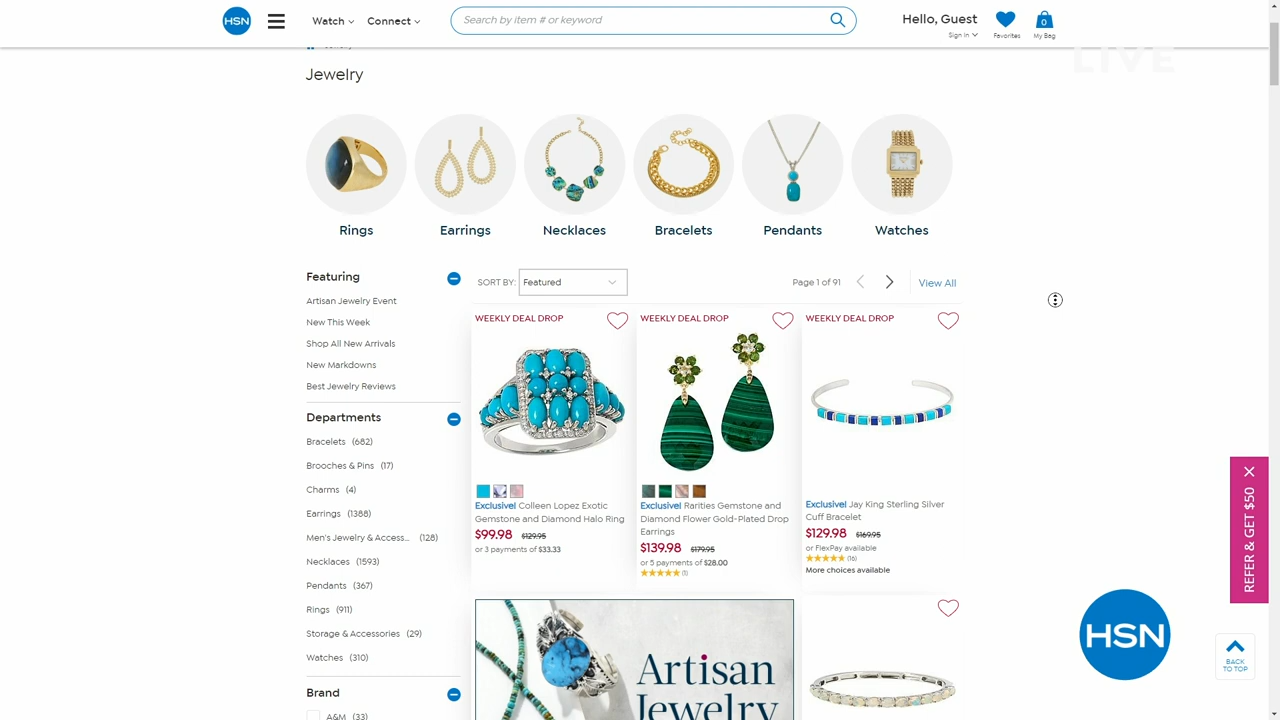 HSN
Watch
Connect
Search by item # or keyword
Hello, Guest
Sign In
Favorites
0
My Bag
LIVE
Jewelry
Rings
Earrings
Necklaces
Bracelets
Pendants
Watches
Featuring
Artisan Jewelry Event
New This Week
Shop All New Arrivals
New Markdowns
Best Jewelry Reviews
Departments
Bracelets (682)
Brooches & Pins (17)
Charms (4)
Earrings (1388)
Men's Jewelry & Access... (128)
Necklaces (1593)
Pendants (367)
Rings (911)
Storage & Accessories (29)
Watches (310)
Brand
A&M (33)
SORT BY: Featured
Page 1 of 91
View All
WEEKLY DEAL DROP
Exclusive! Colleen Lopez Exotic
Gemstone and Diamond Halo Ring
$99.98 $129.95
or 3 payments of $33.33
WEEKLY DEAL DROP
Exclusive! Rarities Gemstone and
Diamond Flower Gold-Plated Drop
Earrings
$139.98 $179.95
or 5 payments of $28.00
(1)
WEEKLY DEAL DROP
Exclusive! Jay King Sterling Silver
Cuff Bracelet
$129.98 $169.95
or FlexPay available
(16)
More choices available
Artisan
Jewelry
REFER & GET $50
HSN
BACK
TO TOP